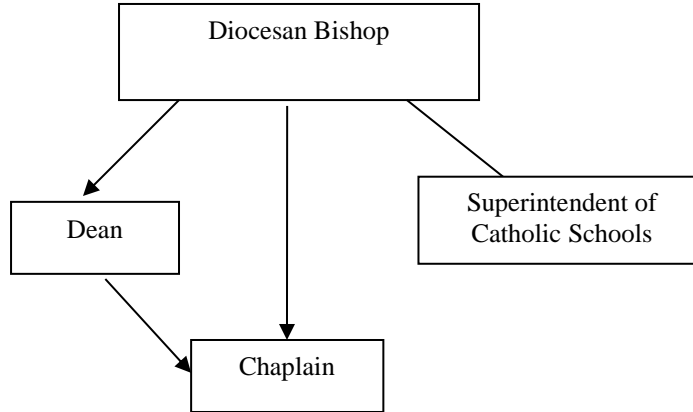 Diocesan Bishop
Dean
Superintendent of
Catholic Schools
Chaplain